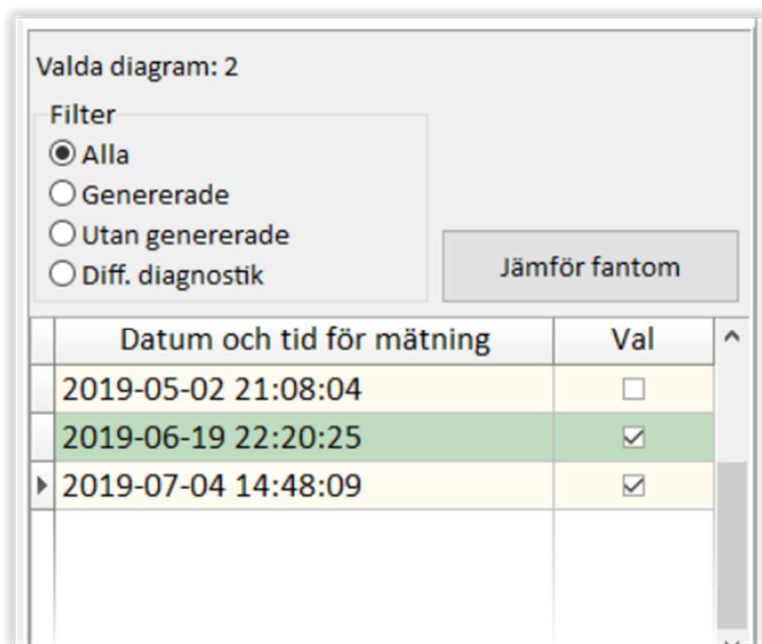 Valda diagram: 2
Filter
Alla
Genererade
Utan genererade
Diff. diagnostik
Jämför fantom
Datum och tid för mätning Val
2019-05-02 21:08:04
2019-06-19 22:20:25
2019-07-04 14:48:09